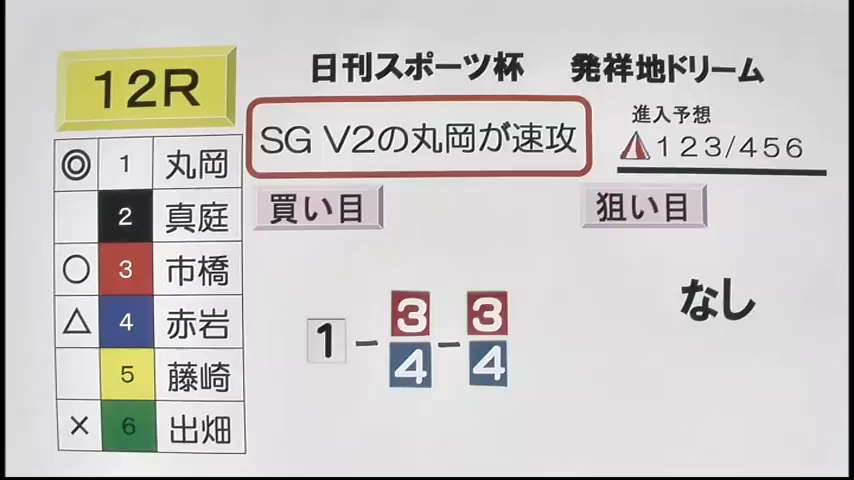 12R
日刊スポーツ杯 発祥地ドリーム
SG V2の丸岡が速攻
進入予想
123/456
◎ 1 丸岡
2 真庭
○ 3 市橋
△ 4 赤岩
5 藤崎
× 6 出畑
買い目
1-3-3
4 4
狙い目
なし